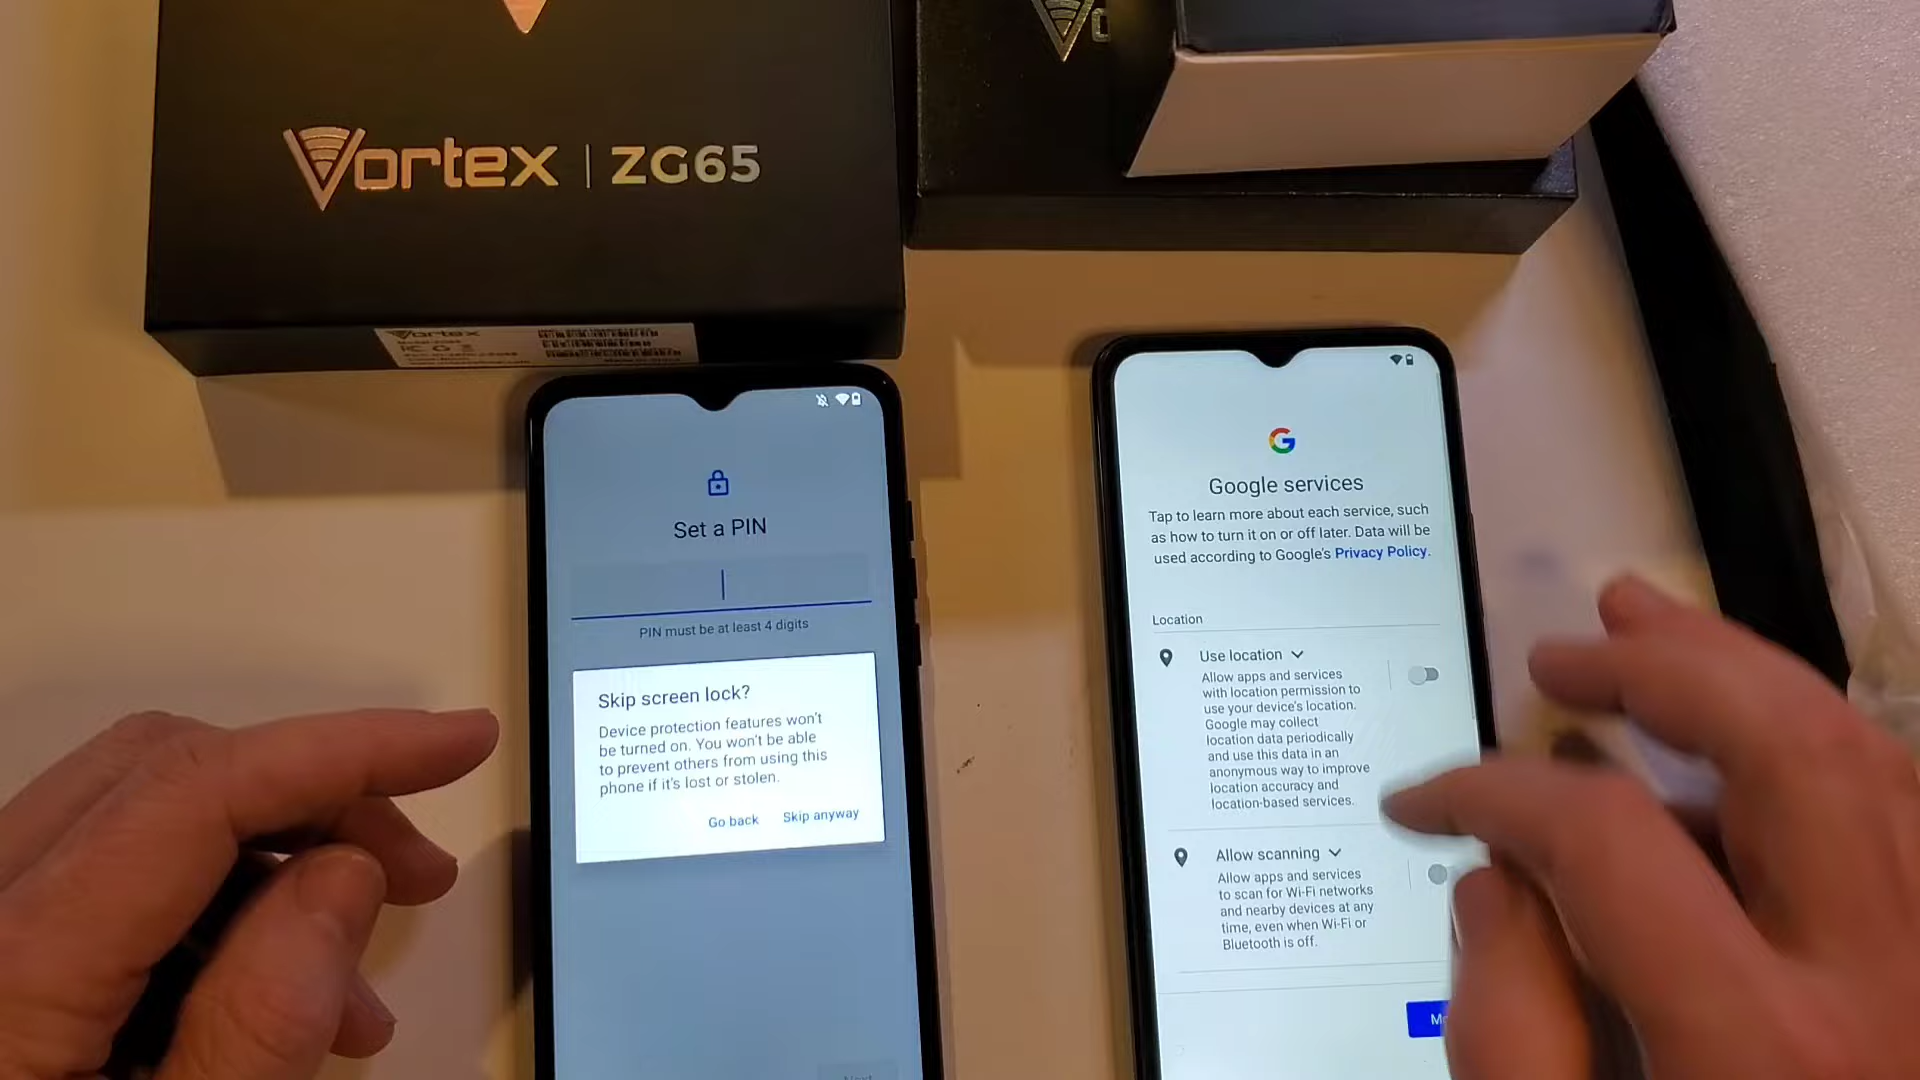 Vortex | ZG65
Vortex
Set a PIN
PIN must be at least 4 digits
Skip screen lock?
Device protection features won't
be turned on. You won't be able
to prevent others from using this
phone if it's lost or stolen.
Go back Skip anyway
Next
Google services
Tap to learn more about each service, such
as how to turn it on or off later. Data will be
used according to Google's Privacy Policy.
Location
Use location
Allow apps and services
with location permission to
use your device's location.
Google may collect
location data periodically
and use this data in an
anonymous way to improve
location accuracy and
location-based services.
Allow scanning
Allow apps and services
to scan for Wi-Fi networks
and nearby devices at any
time, even when Wi-Fi or
Bluetooth is off.